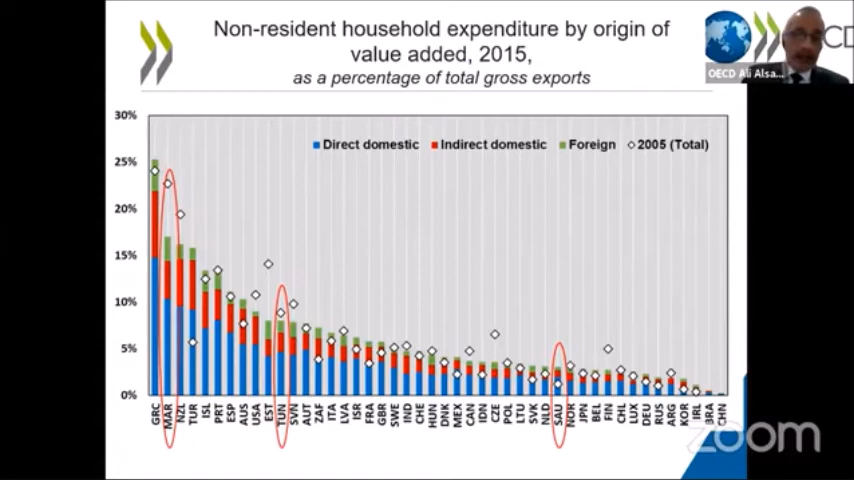 Non-resident household expenditure by origin of
value added, 2015,
as a percentage of total gross exports
OECD Ali Alsa...
CD
30%
25%
20%
15%
10%
5%
0%
Direct domestic Indirect domestic Foreign 2005 (Total)
GRC MAR NZL TUR ISL PRT ESP AUS USA EST TUN SVN AUT ZAF ITA LVA ISR FRA GBR SWE IND CHE HUN DNK MEX CAN IDN CZE POL LTU SVK NLD SAU NOR JPN BEL FIN CHL LUX DEU RUS ARG KOR IRL BRA CHN
zoom